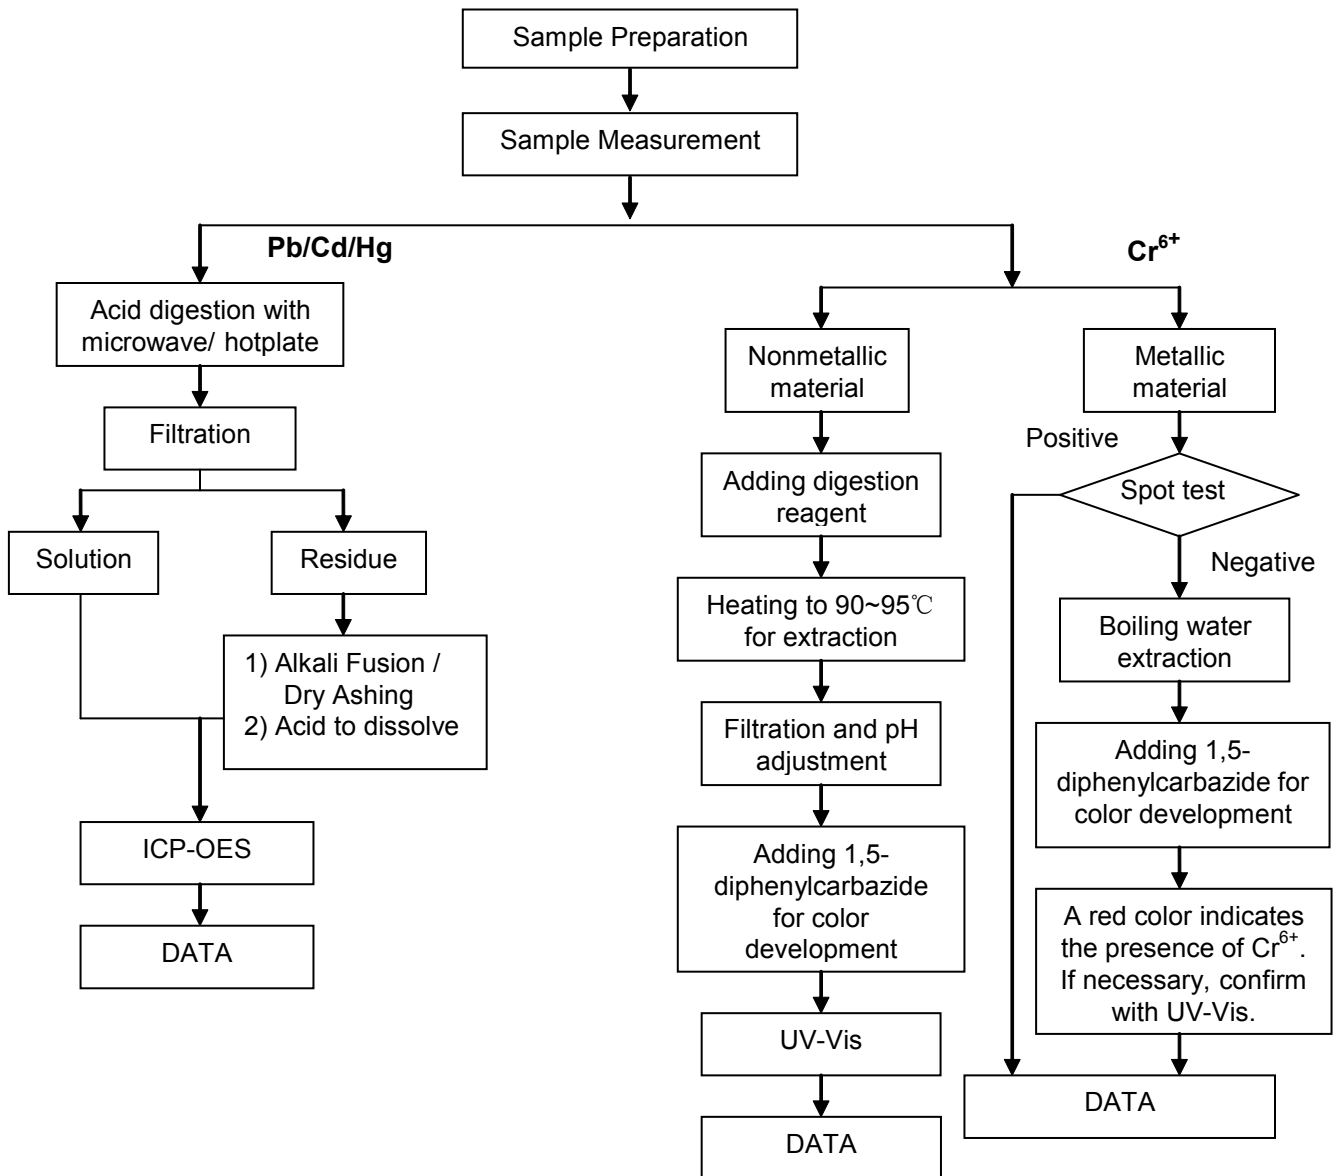 Sample Preparation
Sample Measurement
Pb/Cd/Hg
Acid digestion with
microwave/ hotplate
Filtration
Solution
Residue
1) Alkali Fusion /
Dry Ashing
2) Acid to dissolve
ICP-OES
DATA
Cr⁶⁺
Nonmetallic
material
Adding digestion
reagent
Heating to 90~95℃
for extraction
Filtration and pH
adjustment
Adding 1,5-
diphenylcarbazide
for color
development
UV-Vis
DATA
Metallic
material
Positive
Spot test
Negative
Boiling water
extraction
Adding 1,5-
diphenylcarbazide for
color development
A red color indicates
the presence of Cr⁶⁺.
If necessary, confirm
with UV-Vis.
DATA